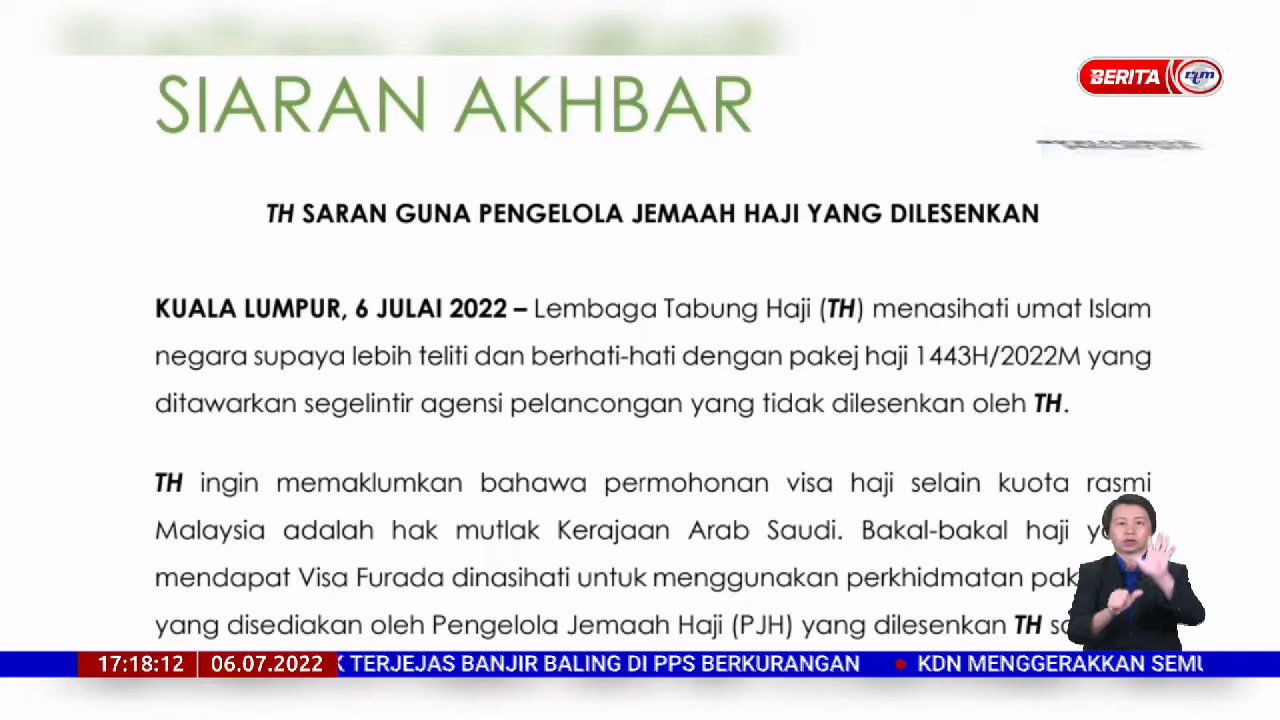 SIARAN AKHBAR
BERITA rtm
TH SARAN GUNA PENGELOLA JEMAAH HAJI YANG DILESENKAN
KUALA LUMPUR, 6 JULAI 2022 – Lembaga Tabung Haji (TH) menasihati umat Islam
negara supaya lebih teliti dan berhati-hati dengan pakej haji 1443H/2022M yang
ditawarkan segelintir agensi pelancongan yang tidak dilesenkan oleh TH.
TH ingin memaklumkan bahawa permohonan visa haji selain kuota rasmi
Malaysia adalah hak mutlak Kerajaan Arab Saudi. Bakal-bakal haji
mendapat Visa Furada dinasihati untuk menggunakan perkhidmatan
yang disediakan oleh Pengelola Jemaah Haji (PJH) yang dilesenkan TH
17:18:12 06.07.2022 TERJEJAS BANJIR BALING DI PPS BERKURANGAN • KDN MENGGERAKKAN